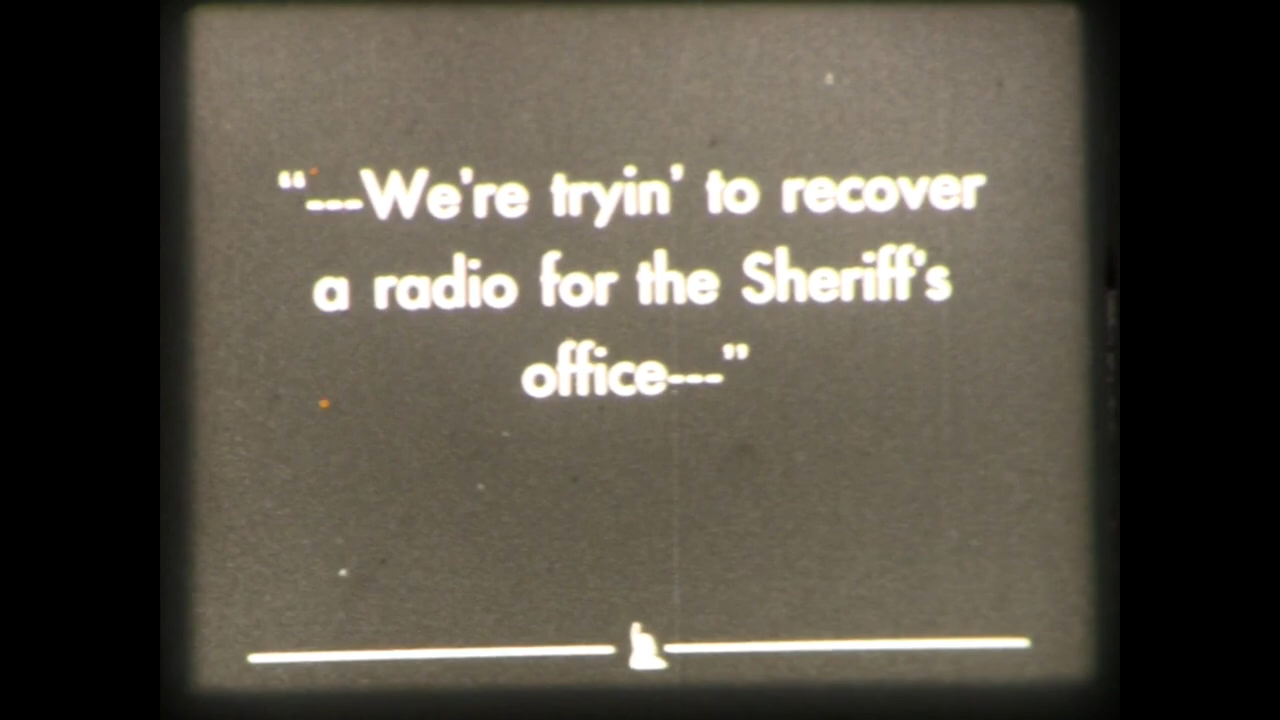 “---We're tryin' to recover
a radio for the Sheriff's
office---”